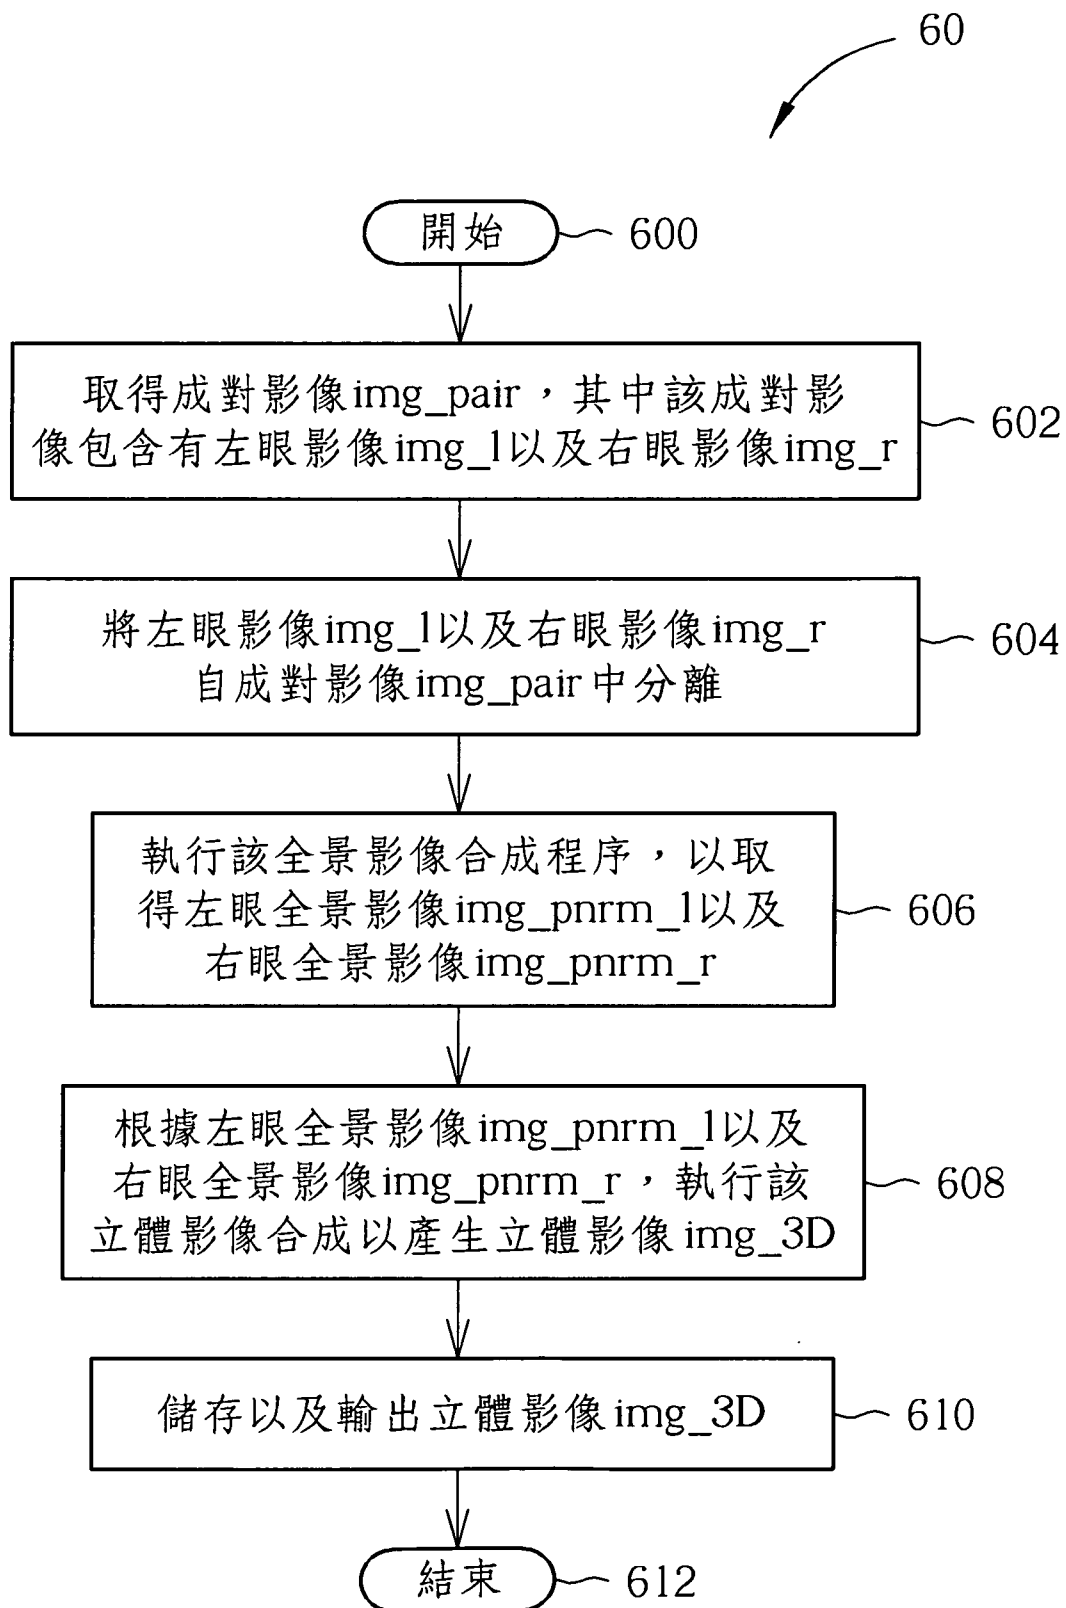 60
開始
600
取得成對影像img_pair，其中該成對影
像包含有左眼影像img_l以及右眼影像img_r
602
將左眼影像img_l以及右眼影像img_r
自成對影像img_pair中分離
604
執行該全景影像合成程序，以取
得左眼全景影像img_pnrm_l以及
右眼全景影像img_pnrm_r
606
根據左眼全景影像img_pnrm_l以及
右眼全景影像img_pnrm_r，執行該
立體影像合成以產生立體影像img_3D
608
儲存以及輸出立體影像img_3D
610
結束
612